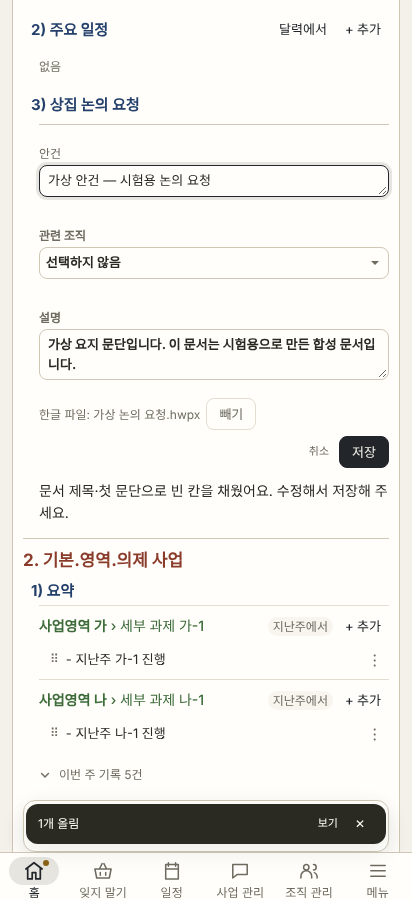 2) 주요 일정 달력에서 + 추가
없음
3) 상집 논의 요청
안건
가상 안건 — 시험용 논의 요청
관련 조직
선택하지 않음
설명
가상 요지 문단입니다. 이 문서는 시험용으로 만든 합성 문서입
니다.
한글 파일: 가상 논의 요청.hwpx 빼기
취소 저장
문서 제목·첫 문단으로 빈 칸을 채웠어요. 수정해서 저장해 주
세요.
2. 기본.영역.의제 사업
1) 요약
사업영역 가 › 세부 과제 가-1 지난주에서 + 추가
- 지난주 가-1 진행
사업영역 나 › 세부 과제 나-1 지난주에서 + 추가
- 지난주 나-1 진행
이번 주 기록 5건
1개 올림 보기 ×
홈 잊지 말기 일정 사업 관리 조직 관리 메뉴